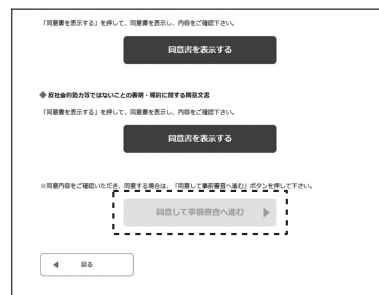 「同意書を表示する」を押して、同意書を表示し、内容をご確認下さい。
同意書を表示する
◆ 反社会的勢力等ではないことの表明・確約に関する同意文書
「同意書を表示する」を押して、同意書を表示し、内容をご確認下さい。
同意書を表示する
※同意内容をご確認いただき、同意する場合は、「同意して事前審査へ進む」ボタンを押して下さい。
同意して事前審査へ進む ▶
◀ 戻る